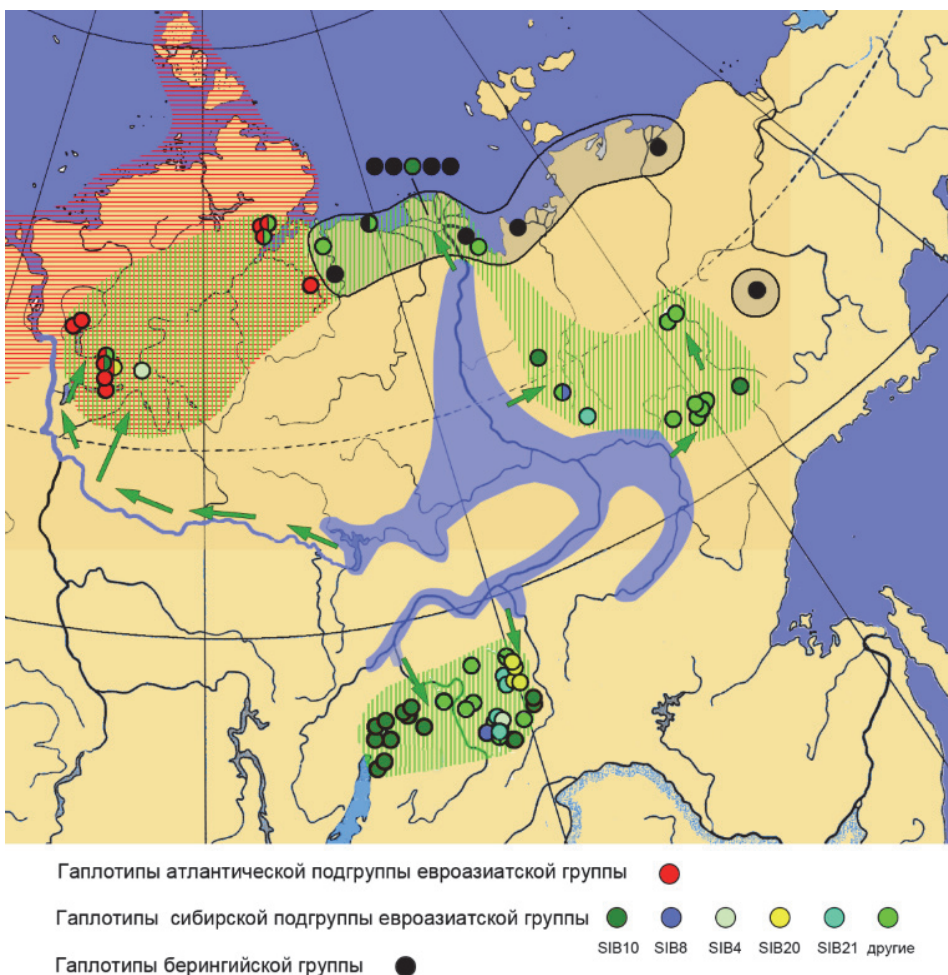 Гаплотипы атлантической подгруппы евроазиатской группы
Гаплотипы сибирской подгруппы евроазиатской группы
SIB10 SIB8 SIB4 SIB20 SIB21 другие
Гаплотипы берингийской группы